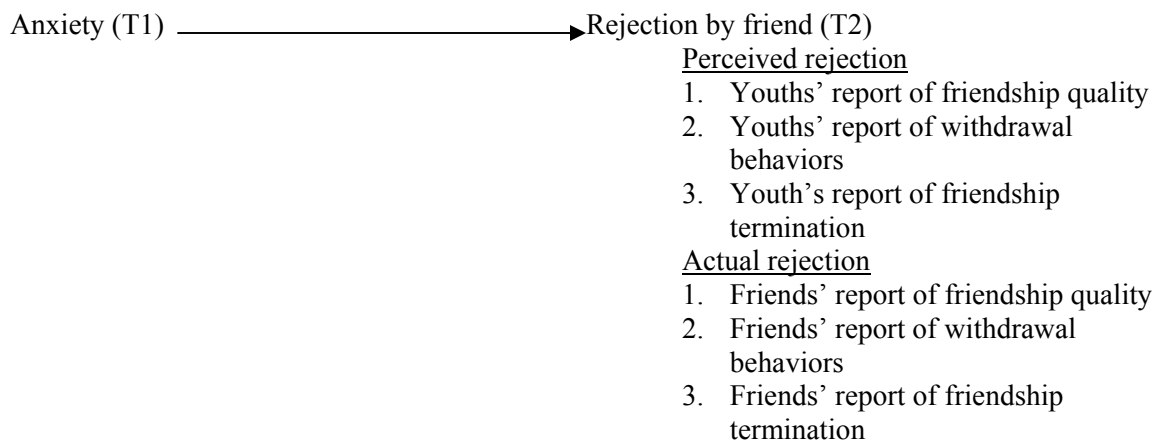 Anxiety (T1) Rejection by friend (T2)
Perceived rejection
1. Youths’ report of friendship quality
2. Youths’ report of withdrawal
behaviors
3. Youth’s report of friendship
termination
Actual rejection
1. Friends’ report of friendship quality
2. Friends’ report of withdrawal
behaviors
3. Friends’ report of friendship
termination